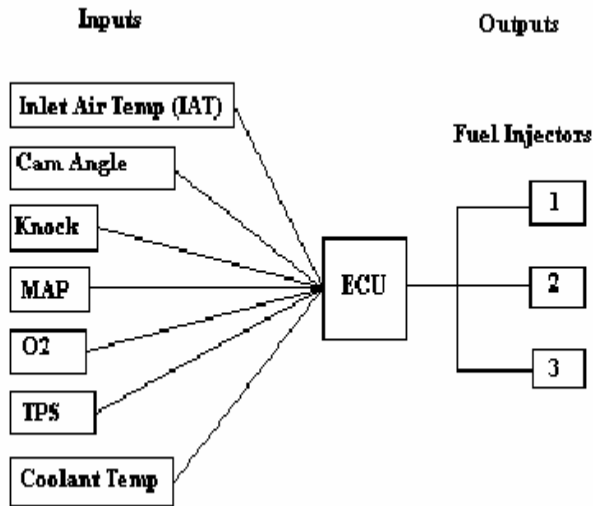 Inputs
Outputs
Inlet Air Temp (IAT)
Cam Angle
Knock
MAP
O2
TPS
Coolant Temp
ECU
Fuel Injectors
1
2
3